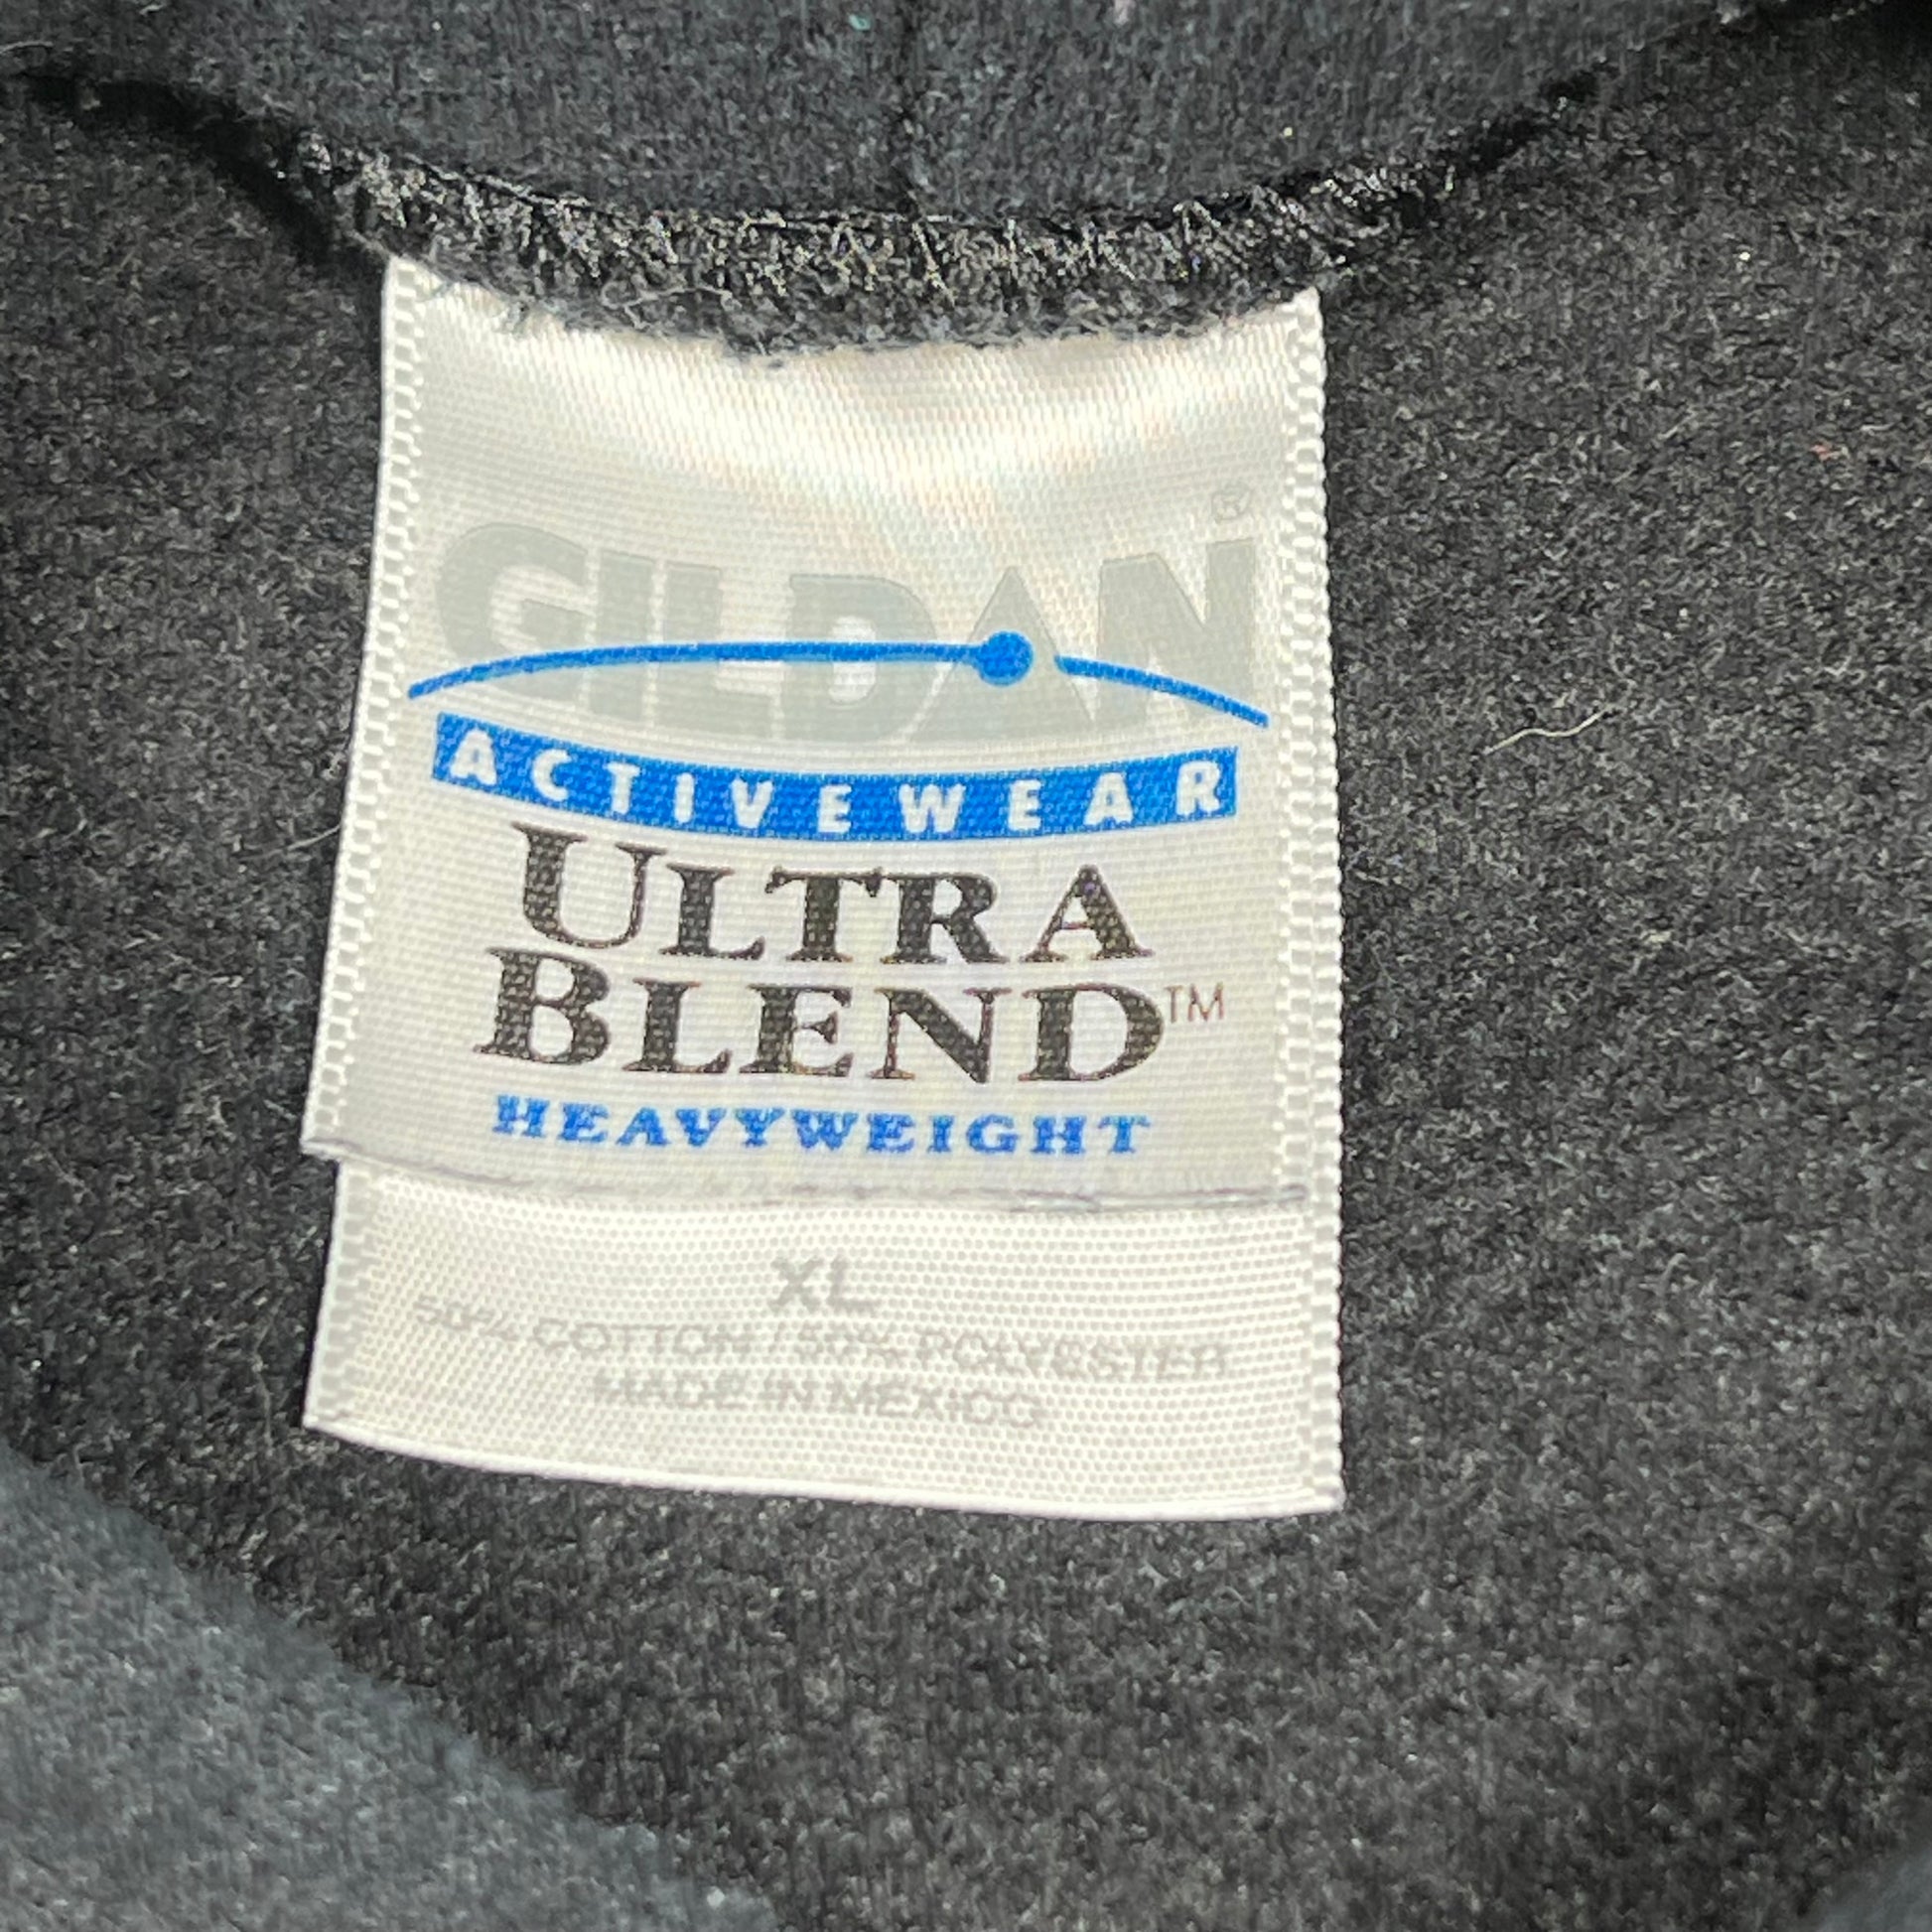 GILDAN®
ACTIVEWEAR
ULTRA
BLEND™
HEAVYWEIGHT
XL
50% COTTON / 50% POLYESTER
MADE IN MEXICO